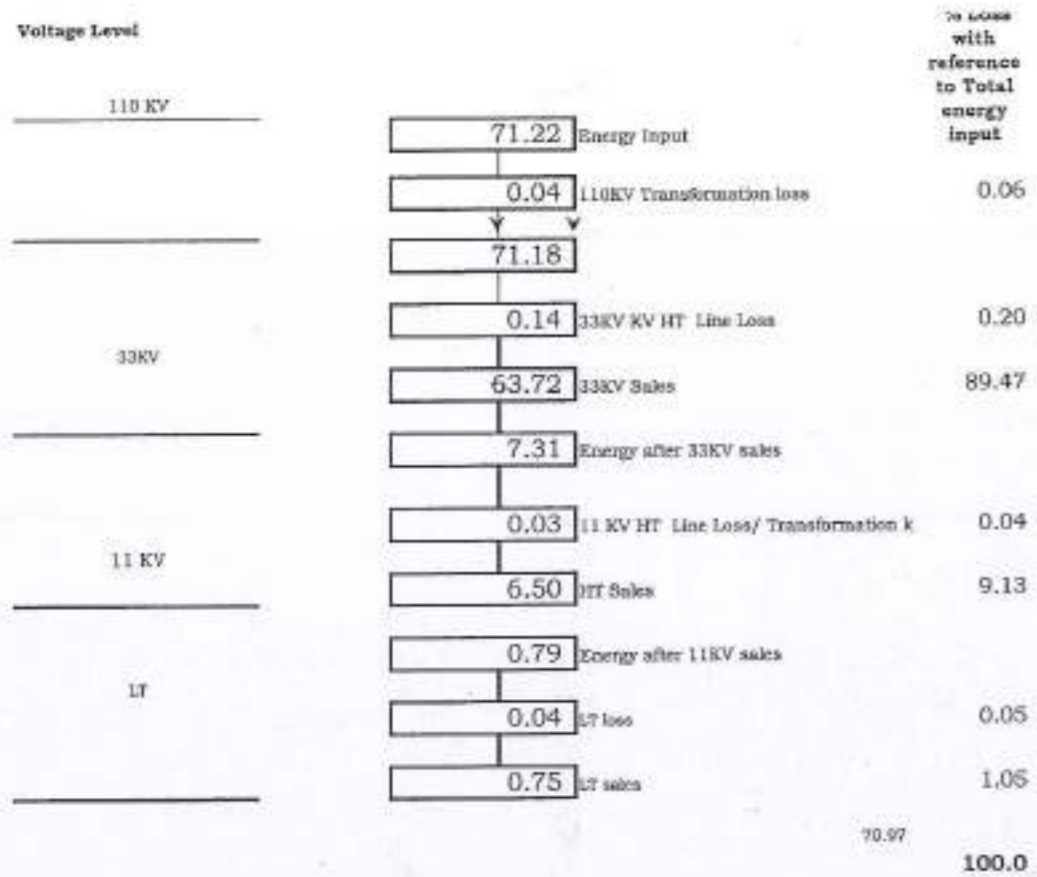 Voltage Level
% Loss
with
reference
to Total
energy
input
110 KV
71.22 Energy Input
0.04 110KV Transformation loss 0.06
71.18
0.14 33KV KV HT Line Loss 0.20
33KV
63.72 33KV Sales 89.47
7.31 Energy after 33KV sales
0.03 11 KV HT Line Loss/ Transformation k 0.04
11 KV
6.50 HT Sales 9.13
0.79 Energy after 11KV sales
LT
0.04 LT loss 0.05
0.75 LT sales 1.05
70.97
100.0